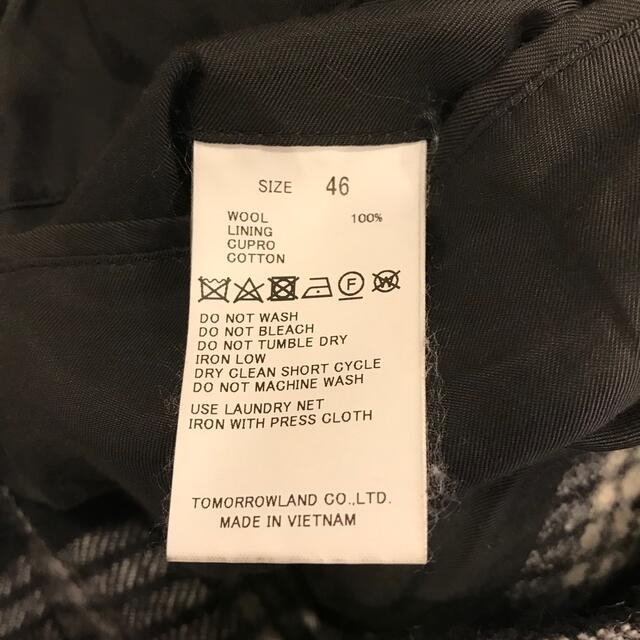 SIZE 46
WOOL 100%
LINING
CUPRO
COTTON
F W
DO NOT WASH
DO NOT BLEACH
DO NOT TUMBLE DRY
IRON LOW
DRY CLEAN SHORT CYCLE
DO NOT MACHINE WASH
USE LAUNDRY NET
IRON WITH PRESS CLOTH
TOMORROWLAND CO.,LTD.
MADE IN VIETNAM